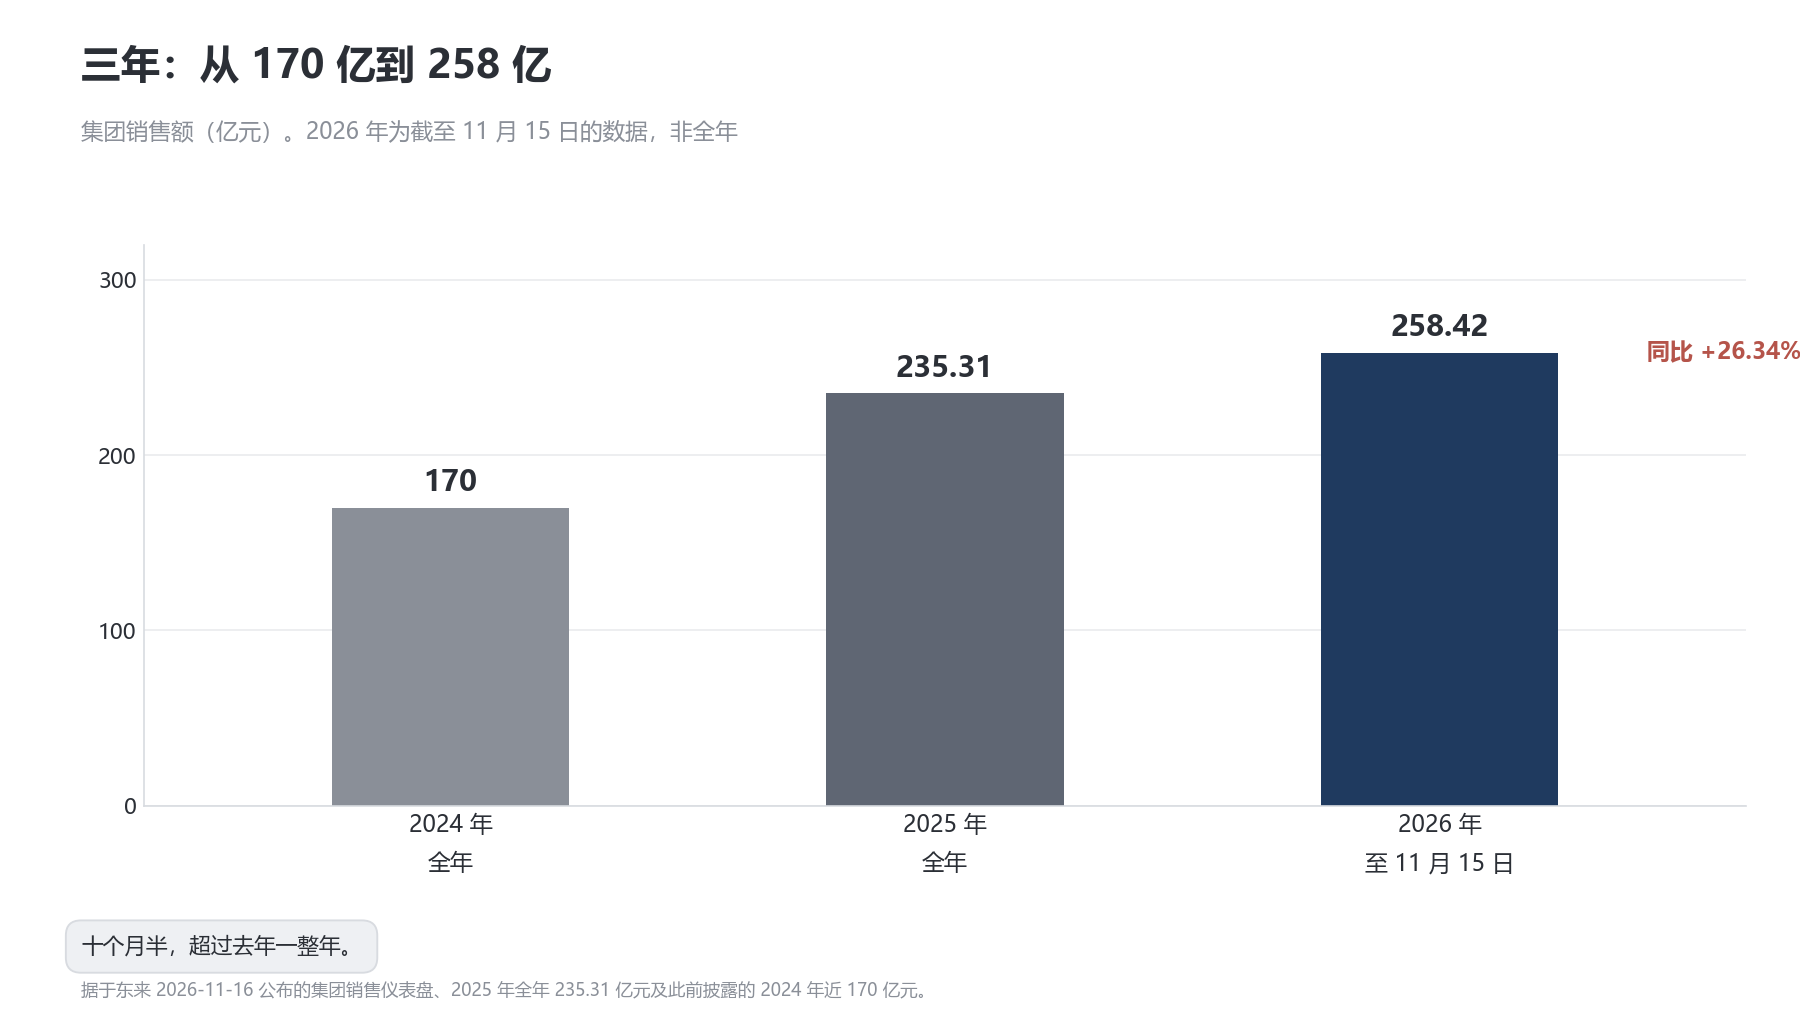 三年：从 170 亿到 258 亿
集团销售额（亿元）。2026 年为截至 11 月 15 日的数据，非全年
300
200
100
0
170
235.31
258.42
同比 +26.34%
2024 年
全年
2025 年
全年
2026 年
至 11 月 15 日
十个月半，超过去年一整年。
据于东来 2026-11-16 公布的集团销售仪表盘、2025 年全年 235.31 亿元及此前披露的 2024 年近 170 亿元。